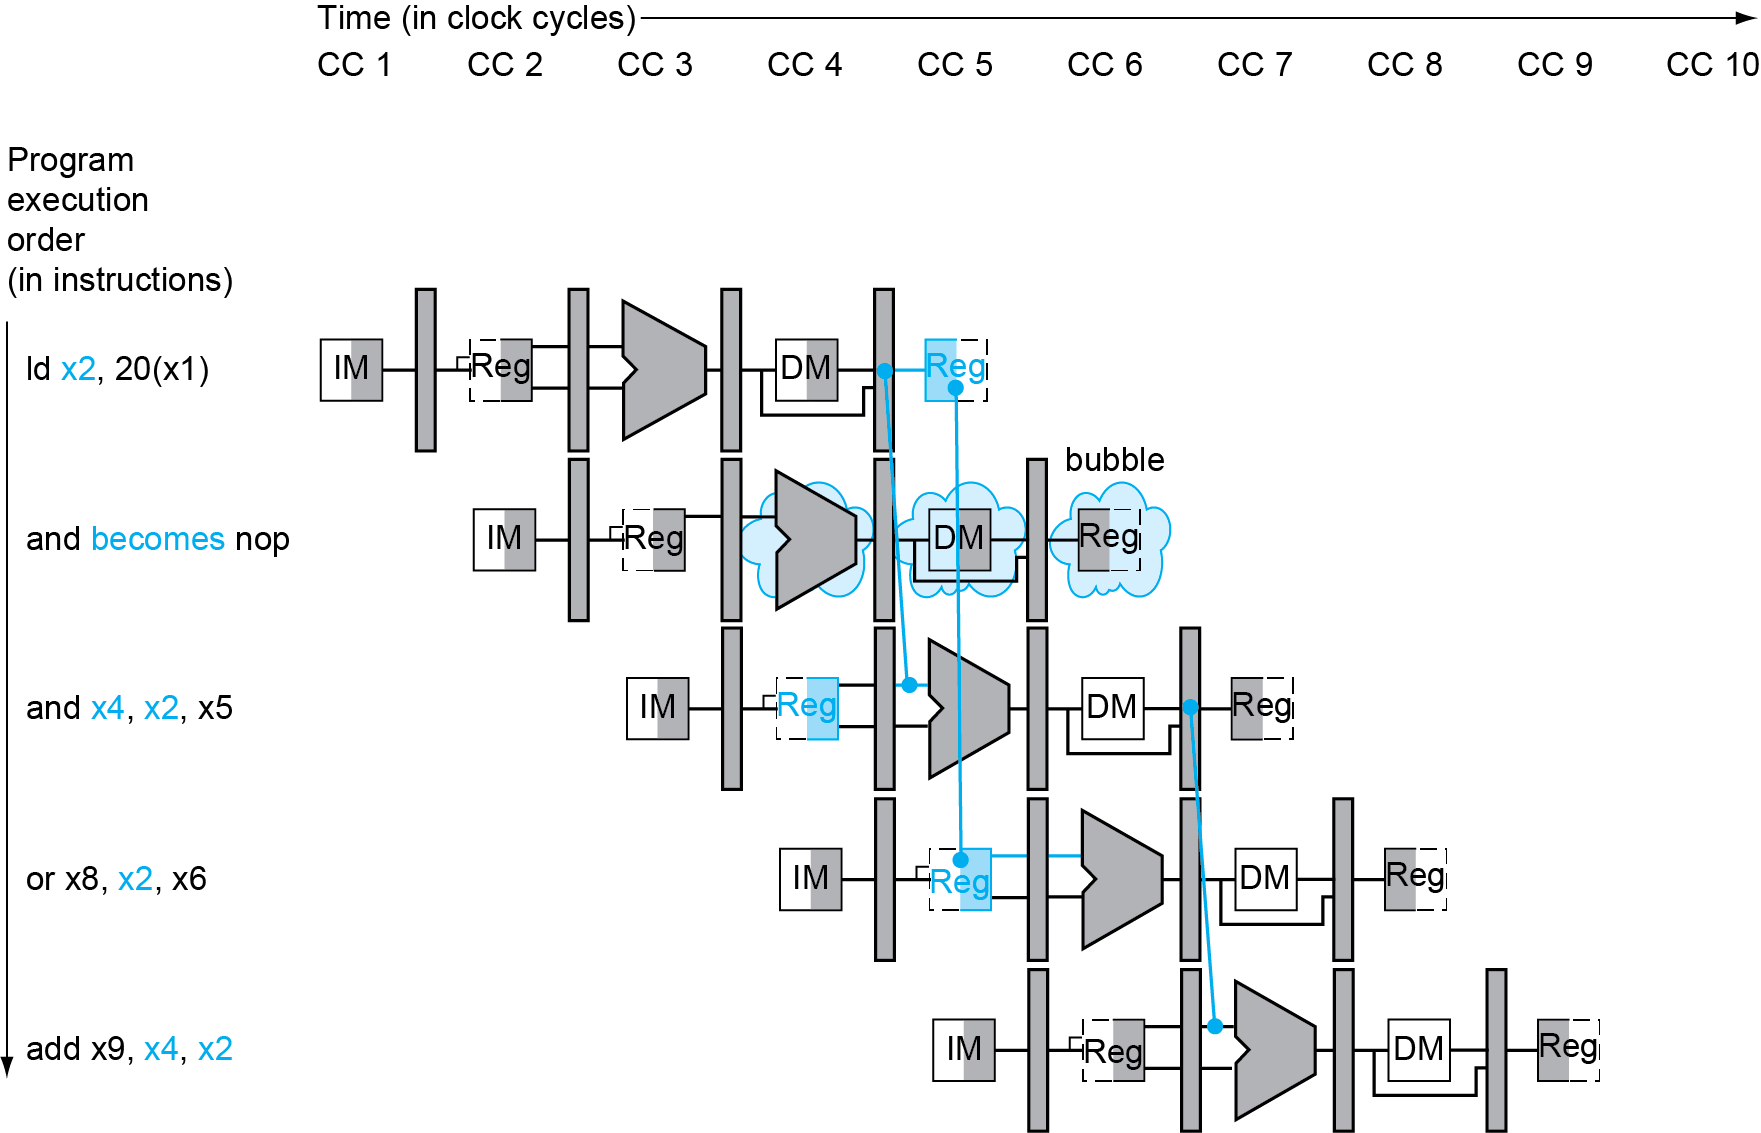 Time (in clock cycles)
CC 1 CC 2 CC 3 CC 4 CC 5 CC 6 CC 7 CC 8 CC 9 CC 10
Program
execution
order
(in instructions)
ld x2, 20(x1)
IM Reg DM Reg
bubble
and becomes nop
IM Reg DM Reg
and x4, x2, x5
IM Reg DM Reg
or x8, x2, x6
IM Reg DM Reg
add x9, x4, x2
IM Reg DM Reg